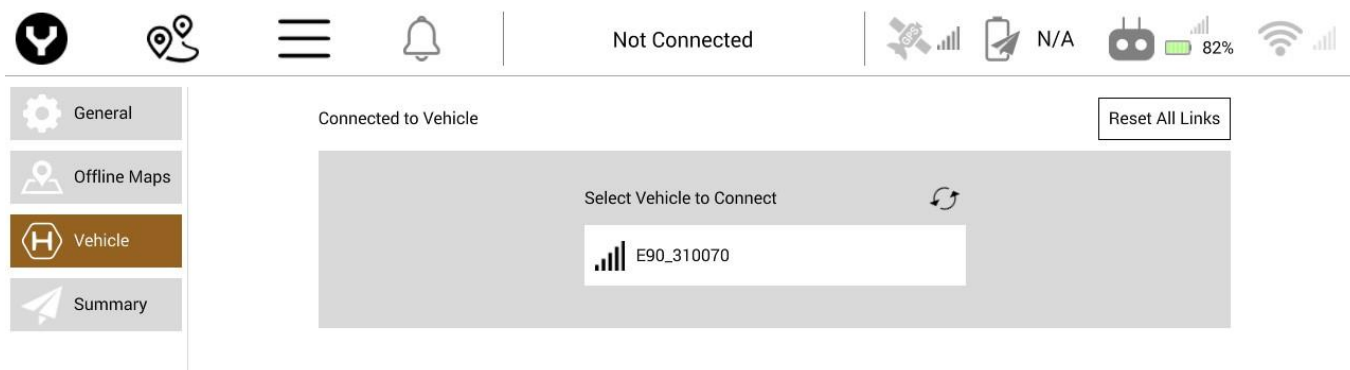 Not Connected
GPS
N/A
82%
General
Connected to Vehicle
Reset All Links
Offline Maps
Select Vehicle to Connect
H
Vehicle
E90_310070
Summary